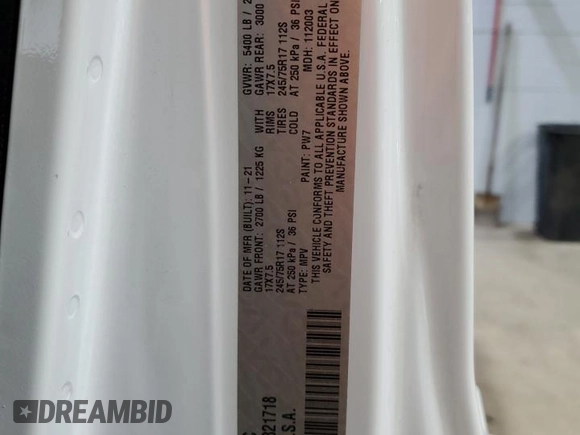 DATE OF MFR (BUILT): 11-21 GVWR: 5400 LB /
GAWR FRONT: 2700 LB / 1225 KG WITH GAWR REAR: 3000
17X7.5 RIMS 17X7.5
245/75R17 112S TIRES 245/75R17 112S
AT 250 kPa / 36 PSI COLD AT 250 kPa / 36 PSI
TYPE: MPV PAINT: PW7 MDH: 112003
THIS VEHICLE CONFORMS TO ALL APPLICABLE U.S.A. FEDERAL
SAFETY AND THEFT PREVENTION STANDARDS IN EFFECT ON
MANUFACTURE SHOWN ABOVE.
321718
.S.A.
DREAMBID